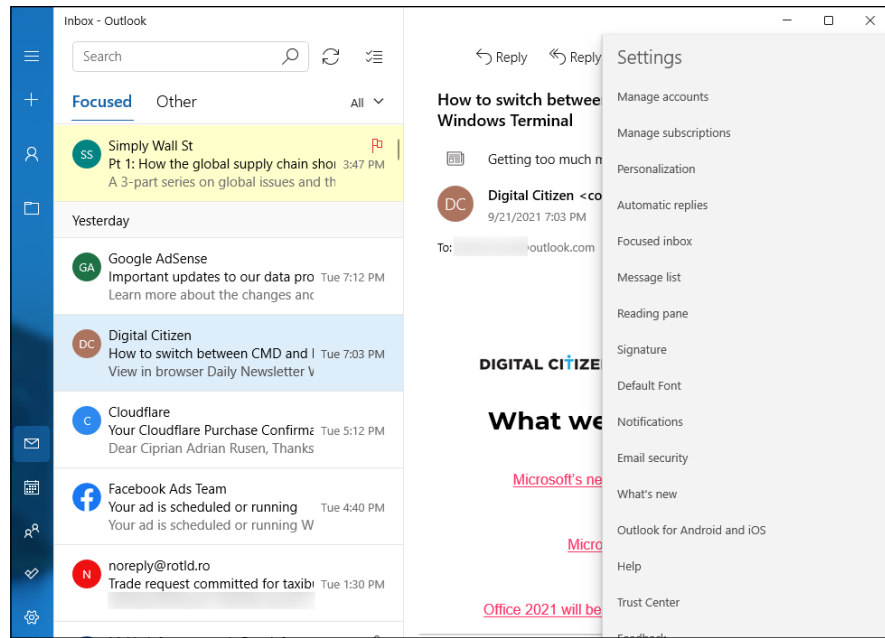 Inbox - Outlook
Search
Focused
Other
All
SS
Simply Wall St
Pt 1: How the global supply chain shor 3:47 PM
A 3-part series on global issues and th
Yesterday
GA
Google AdSense
Important updates to our data pro Tue 7:12 PM
Learn more about the changes and
DC
Digital Citizen
How to switch between CMD and Tue 7:03 PM
View in browser Daily Newsletter
C
Cloudflare
Your Cloudflare Purchase Confirma Tue 5:12 PM
Dear Ciprian Adrian Rusen, Thanks
Facebook Ads Team
Your ad is scheduled or running Tue 4:40 PM
Your ad is scheduled or running W
N
noreply@rotld.ro
Trade request committed for taxib Tue 1:30 PM
Reply
Reply
How to switch betwee
Windows Terminal
Getting too much m
DC
Digital Citizen <co
9/21/2021 7:03 PM
To:
outlook.com
DIGITAL CITIZE
What we
Microsoft's ne
Micro
Office 2021 will be
Settings
Manage accounts
Manage subscriptions
Personalization
Automatic replies
Focused inbox
Message list
Reading pane
Signature
Default Font
Notifications
Email security
What's new
Outlook for Android and iOS
Help
Trust Center
Feedback